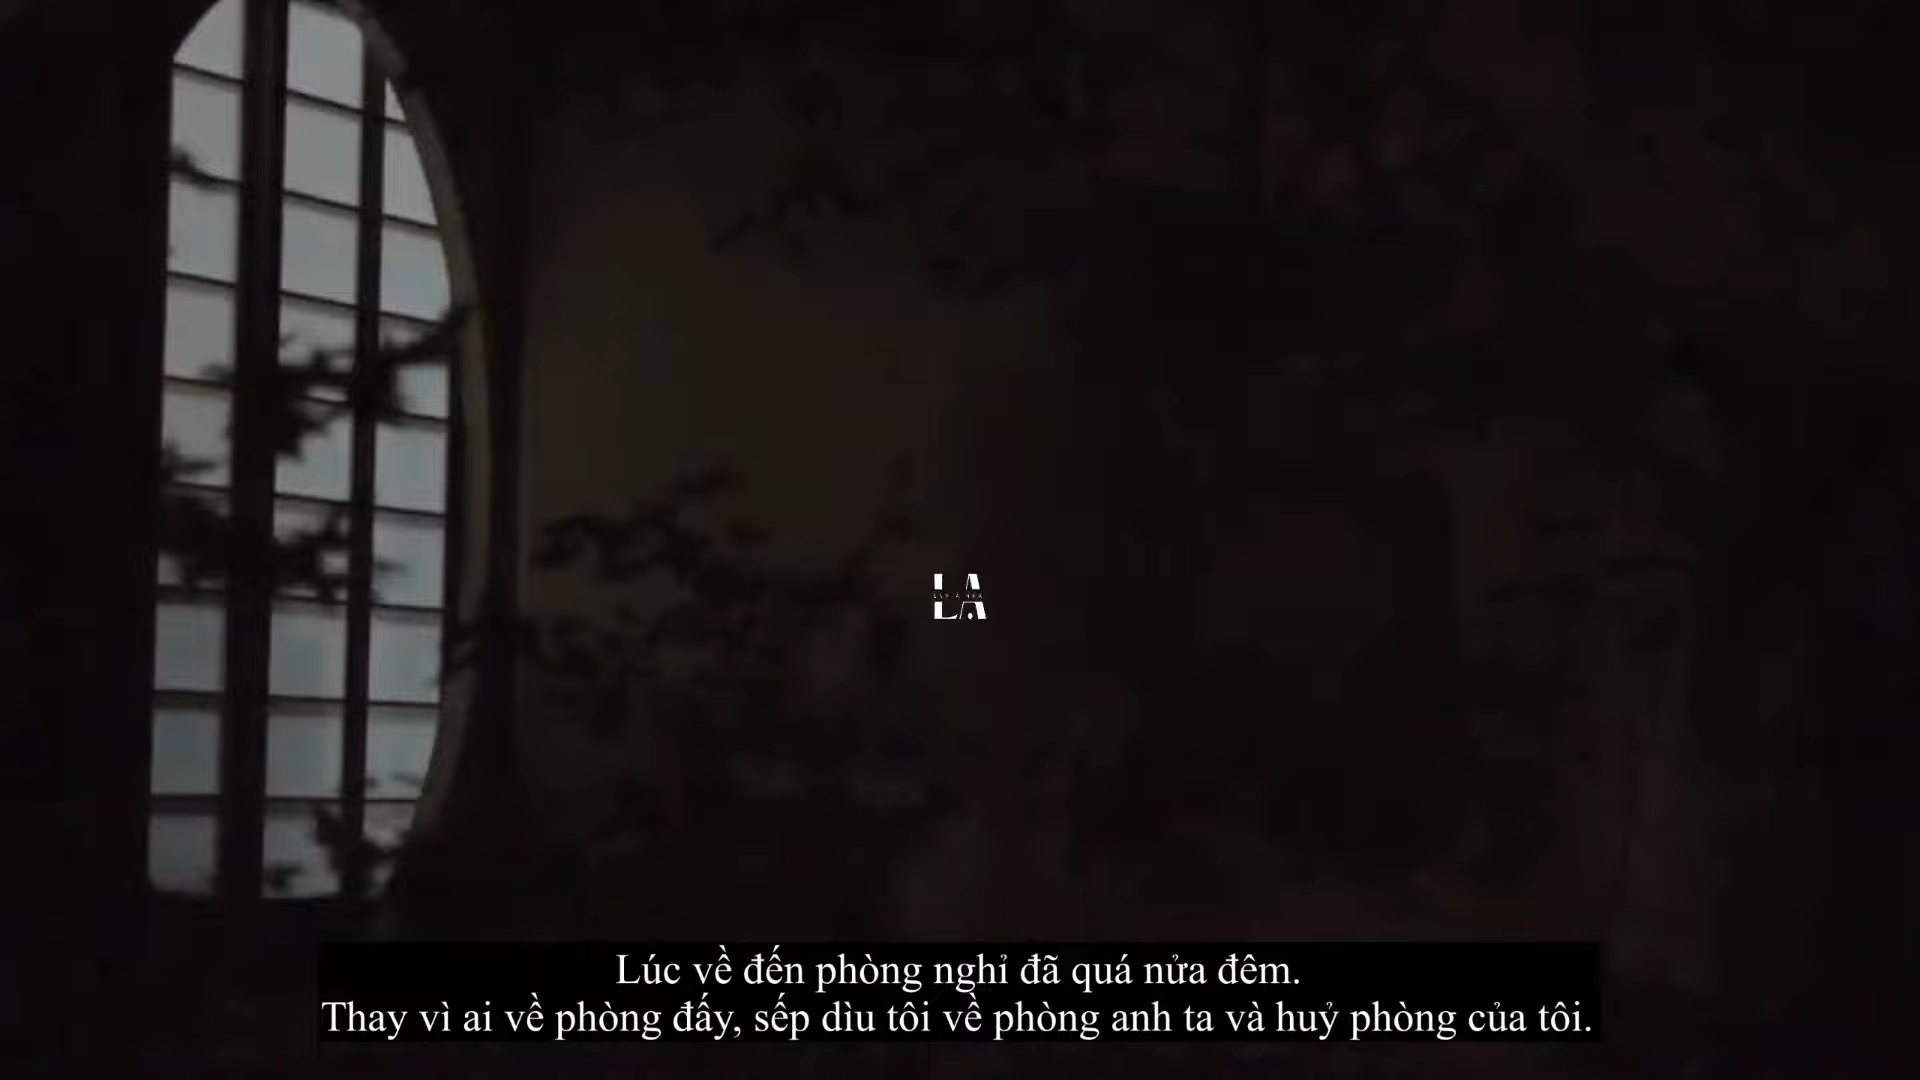 LA
Lúc về đến phòng nghỉ đã quá nửa đêm.
Thay vì ai về phòng đấy, sếp dìu tôi về phòng anh ta và huỷ phòng của tôi.